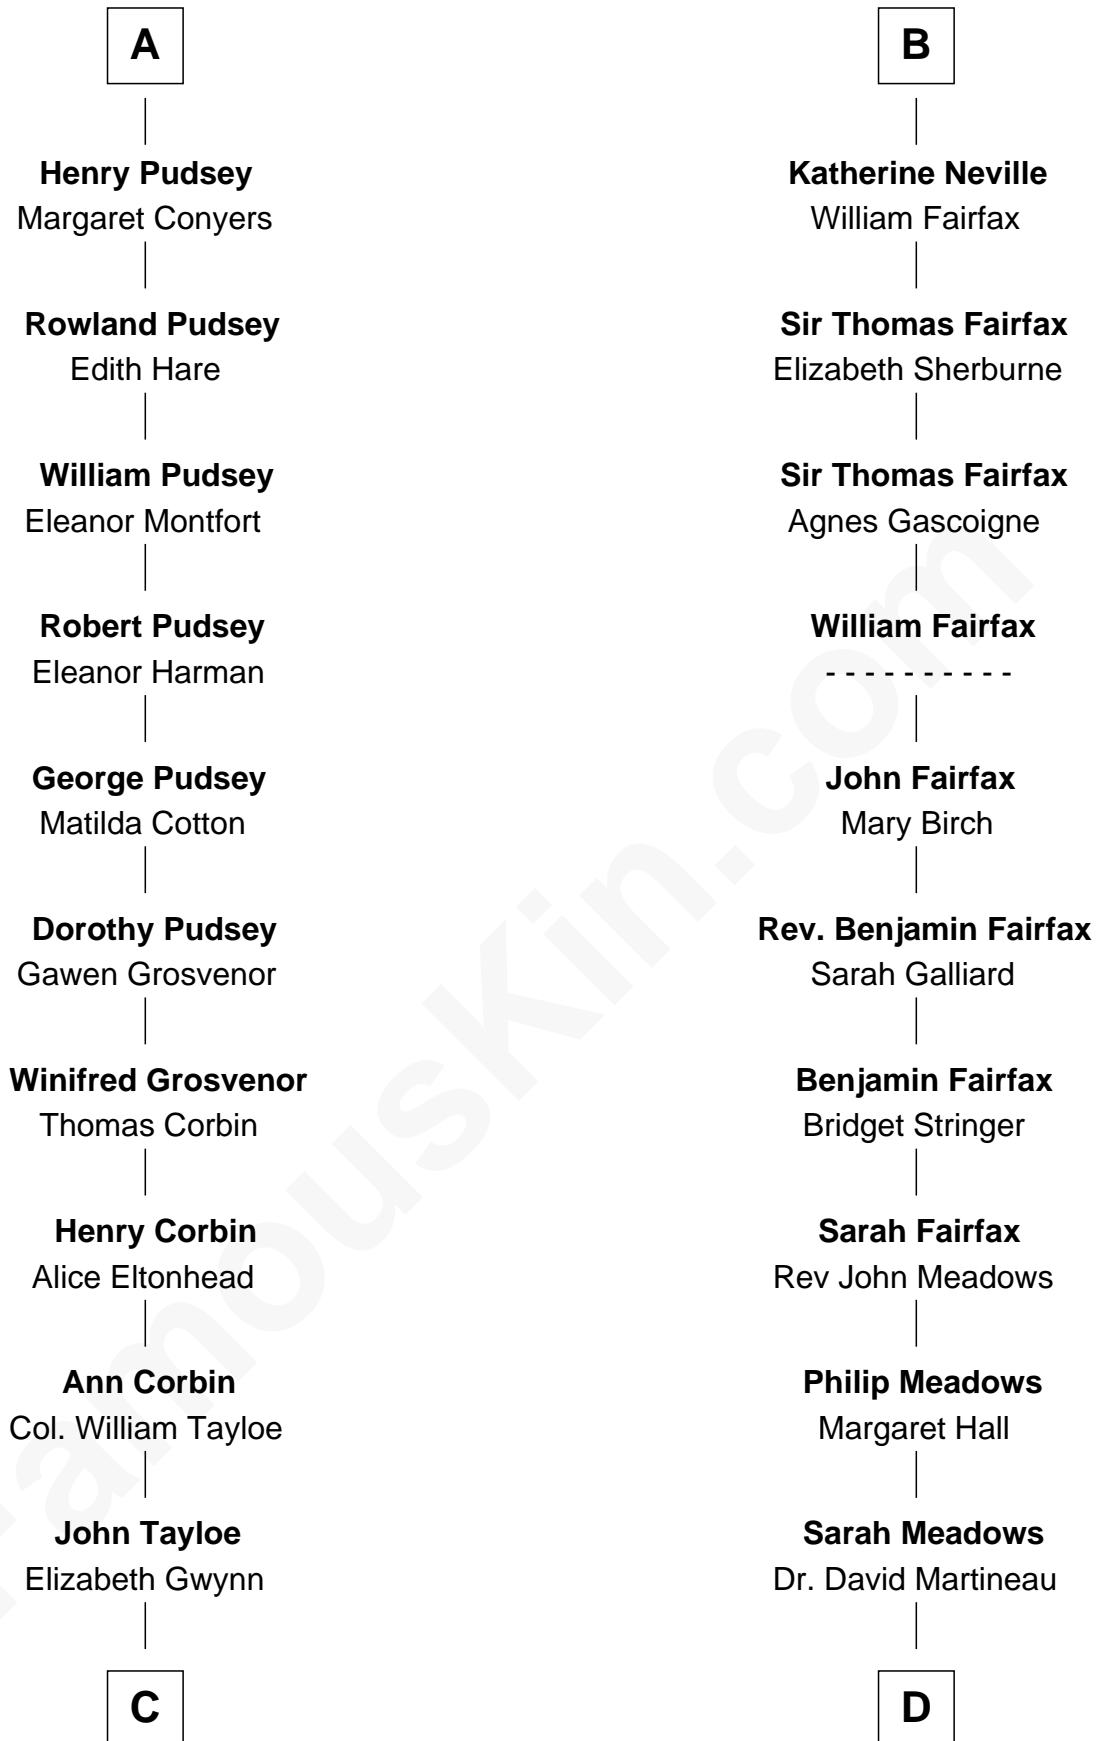 A
Henry Pudsey
Margaret Conyers
Rowland Pudsey
Edith Hare
William Pudsey
Eleanor Montfort
Robert Pudsey
Eleanor Harman
George Pudsey
Matilda Cotton
Dorothy Pudsey
Gawen Grosvenor
Winifred Grosvenor
Thomas Corbin
Henry Corbin
Alice Eltonhead
Ann Corbin
Col. William Tayloe
John Tayloe
Elizabeth Gwynn
C
B
Katherine Neville
William Fairfax
Sir Thomas Fairfax
Elizabeth Sherburne
Sir Thomas Fairfax
Agnes Gascoigne
William Fairfax
- - - - - - - - - -
John Fairfax
Mary Birch
Rev. Benjamin Fairfax
Sarah Galliard
Benjamin Fairfax
Bridget Stringer
Sarah Fairfax
Rev John Meadows
Philip Meadows
Margaret Hall
Sarah Meadows
Dr. David Martineau
D
FamousKin.com